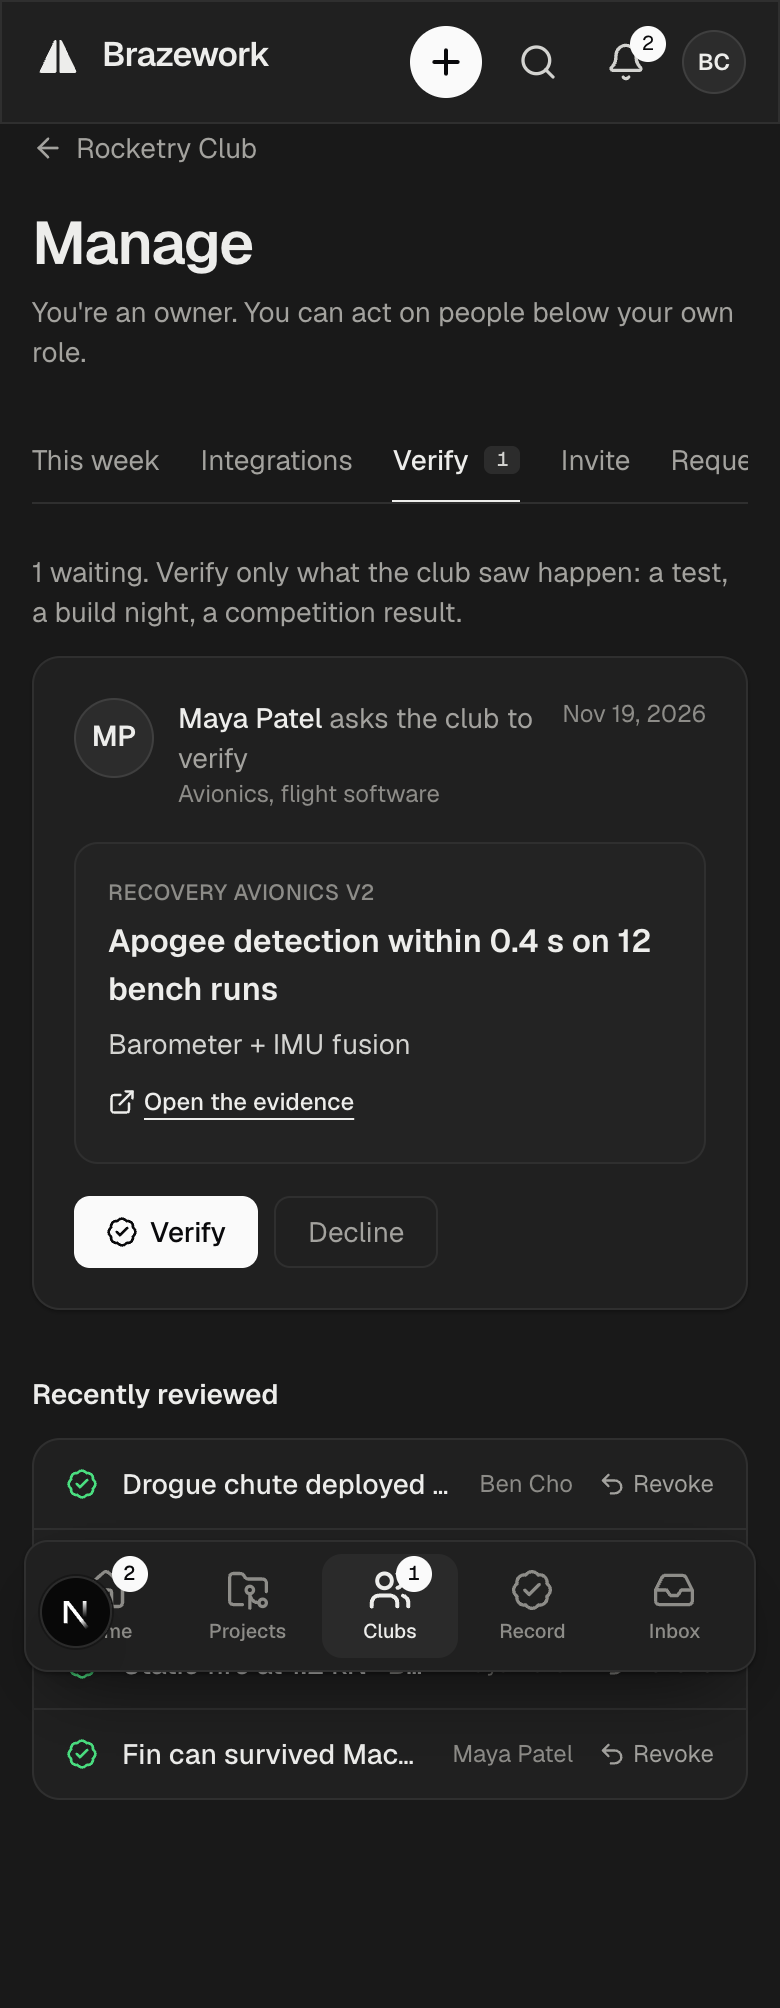 Brazework
2
BC
Rocketry Club
Manage
You're an owner. You can act on people below your own
role.
This week Integrations Verify 1 Invite Reque
1 waiting. Verify only what the club saw happen: a test,
a build night, a competition result.
MP
Maya Patel asks the club to
verify
Nov 19, 2026
Avionics, flight software
RECOVERY AVIONICS V2
Apogee detection within 0.4 s on 12
bench runs
Barometer + IMU fusion
Open the evidence
Verify
Decline
Recently reviewed
Drogue chute deployed ... Ben Cho Revoke
2
1
N
me Projects Clubs Record Inbox
Fin can survived Mac... Maya Patel Revoke